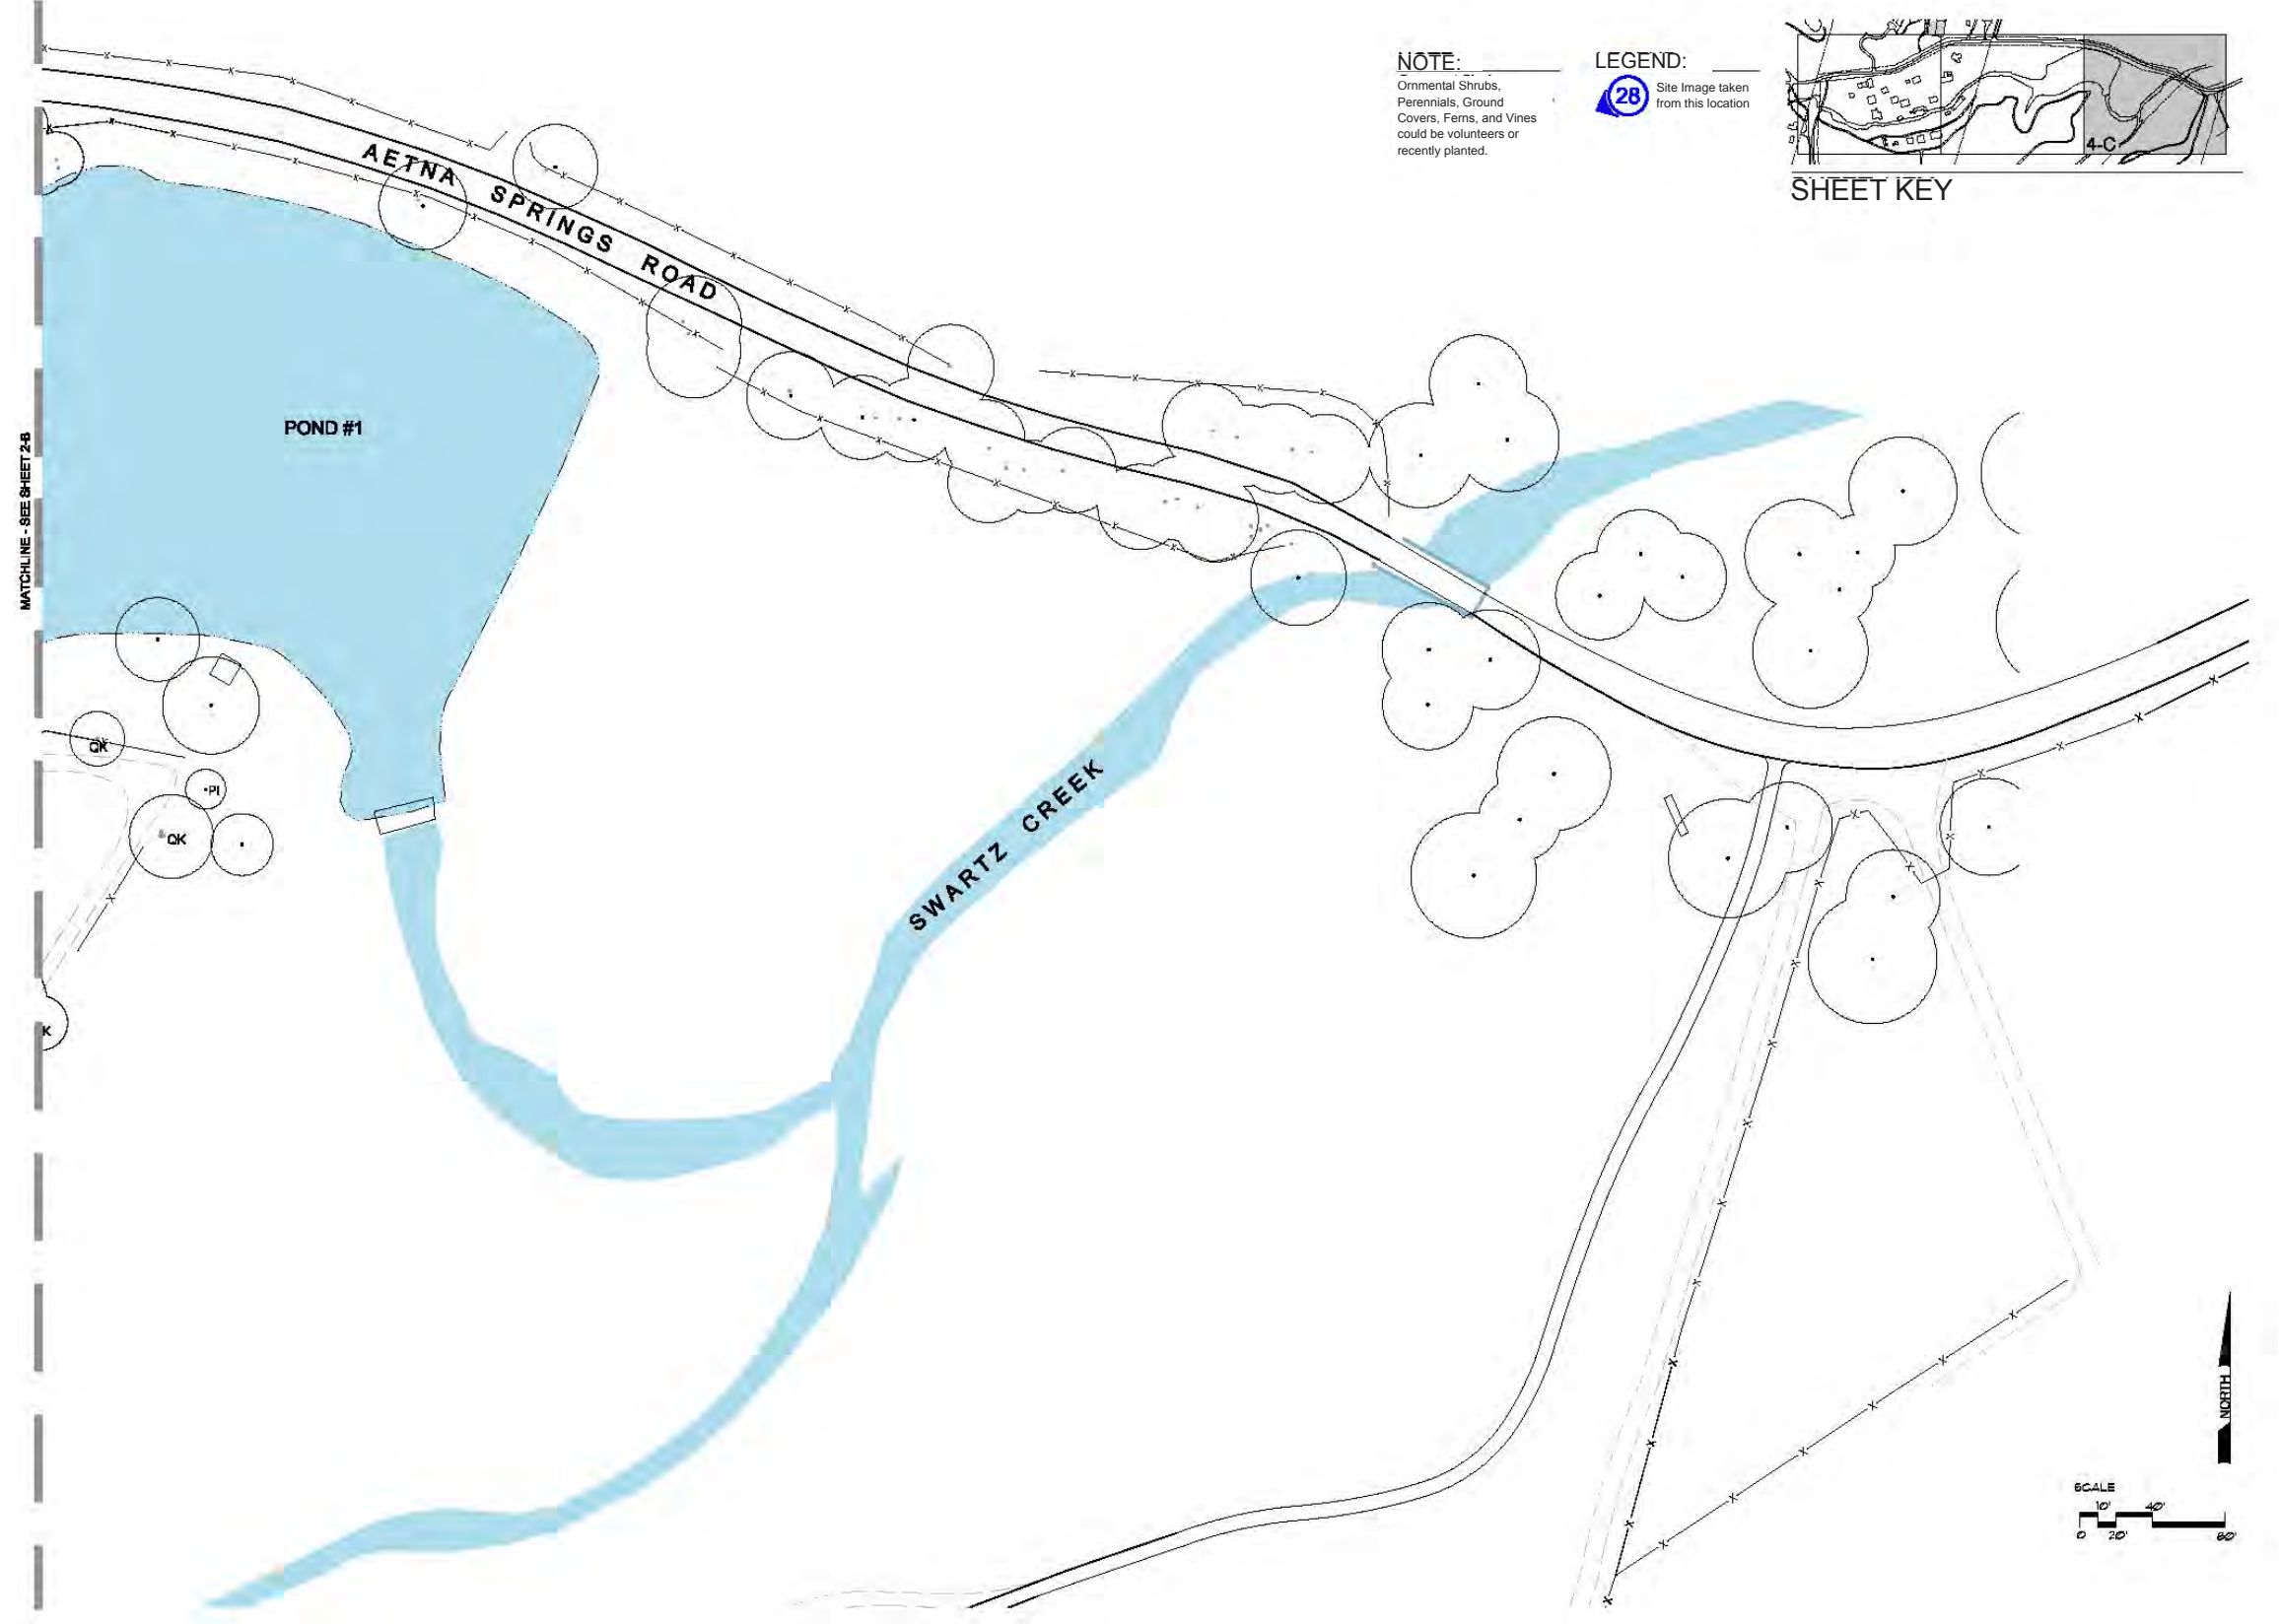 NOTE:
Ornmental Shrubs,
Perennials, Ground
Covers, Ferns, and Vines
could be volunteers or
recently planted.
LEGEND:
28
Site Image taken
from this location
4-C
SHEET KEY
AETNA SPRINGS ROAD
POND #1
MATCHLINE - SEE SHEET 2-B
QK
PI
QK
K
SWARTZ CREEK
NORTH
SCALE
10' 40'
0 20' 80'